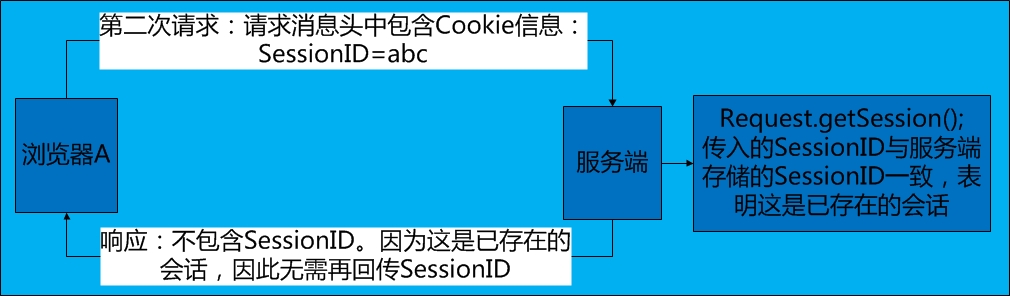 第二次请求：请求消息头中包含Cookie信息：
SessionID=abc
浏览器A
服务端
Request.getSession();
传入的SessionID与服务端
存储的SessionID一致，表
明这是已存在的会话
响应：不包含SessionID。因为这是已存在的
会话，因此无需再回传SessionID